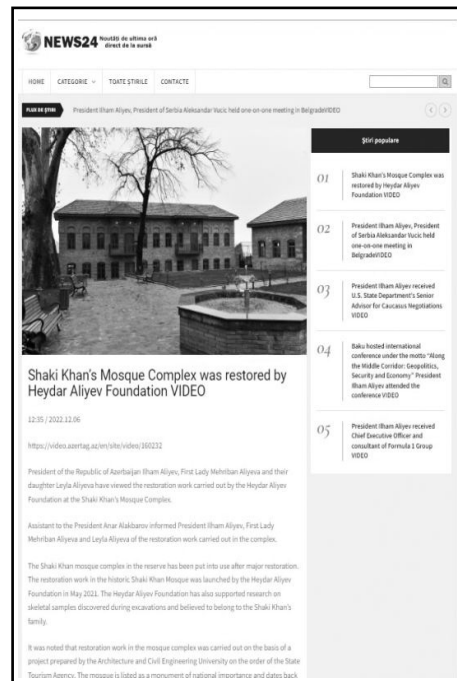 NEWS24 Noutăți de ultima oră
direct de la sursă
HOME CATEGORIE TOATE ȘTIRILE CONTACTE
FLUX DE ȘTIRI President Ilham Aliyev, President of Serbia Aleksandar Vucic held one-on-one meeting in BelgradeVIDEO
Shaki Khan's Mosque Complex was restored by
Heydar Aliyev Foundation VIDEO
12:35 / 2022.12.06
https://video.azertag.az/en/site/video/160232
President of the Republic of Azerbaijan Ilham Aliyev, First Lady Mehriban Aliyeva and their
daughter Leyla Aliyeva have viewed the restoration work carried out by the Heydar Aliyev
Foundation at the Shaki Khan's Mosque Complex.
Assistant to the President Anar Alakbarov informed President Ilham Aliyev, First Lady
Mehriban Aliyeva and Leyla Aliyeva of the restoration work carried out in the complex.
The Shaki Khan mosque complex in the reserve has been put into use after major restoration.
The restoration work in the historic Shaki Khan Mosque was launched by the Heydar Aliyev
Foundation in May 2021. The Heydar Aliyev Foundation has also supported research on
skeletal samples discovered during excavations and believed to belong to the Shaki Khan's
family.
It was noted that restoration work in the mosque complex was carried out on the basis of a
project prepared by the Architecture and Civil Engineering University on the order of the State
Tourism Agency. The mosque is listed as a monument of national importance and dates back
Știri populare
01
Shaki Khan's Mosque Complex was
restored by Heydar Aliyev
Foundation VIDEO
02
President Ilham Aliyev, President
of Serbia Aleksandar Vucic held
one-on-one meeting in
BelgradeVIDEO
03
President Ilham Aliyev received
U.S. State Department's Senior
Advisor for Caucasus Negotiations
VIDEO
04
Baku hosted international
conference under the motto "Along
the Middle Corridor: Geopolitics,
Security and Economy" President
Ilham Aliyev attended the
conference VIDEO
05
President Ilham Aliyev received
Chief Executive Officer and
consultant of Formula 1 Group
VIDEO